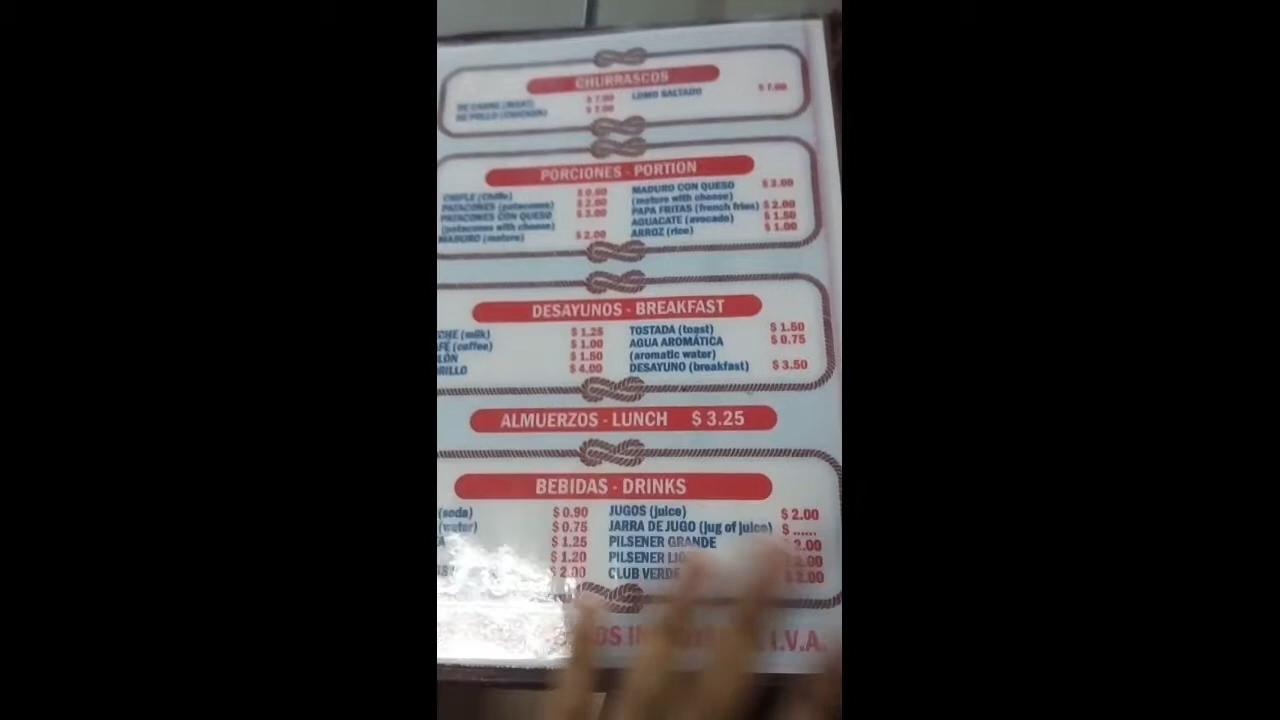 CHURRASCOS
DE CARNE (MEAT) $ 7.00 LOMO SALTADO $ 7.00
DE POLLO (CHICKEN) $ 7.00
PORCIONES - PORTION
CHIFLE (Chifle) $ 0.60 MADURO CON QUESO $ 3.00
PATACONES (patacones) $ 2.00 (mature with cheese)
PATACONES CON QUESO $ 3.00 PAPA FRITAS (french fries) $ 2.00
(patacones with cheese) AGUACATE (avocado) $ 1.50
MADURO (mature) $ 2.00 ARROZ (rice) $ 1.00
DESAYUNOS - BREAKFAST
CHE (milk) $ 1.25 TOSTADA (toast) $ 1.50
FÉ (coffee) $ 1.00 AGUA AROMÁTICA $ 0.75
LÓN $ 1.50 (aromatic water)
RILLO $ 4.00 DESAYUNO (breakfast) $ 3.50
ALMUERZOS - LUNCH $ 3.25
BEBIDAS - DRINKS
(soda) $ 0.90 JUGOS (juice) $ 2.00
(water) $ 0.75 JARRA DE JUGO (jug of juice) $ ......
$ 1.25 PILSENER GRANDE 2.00
$ 1.20 PILSENER 2.00
$ 2.00 CLUB VERDE $ 2.00
I.V.A.